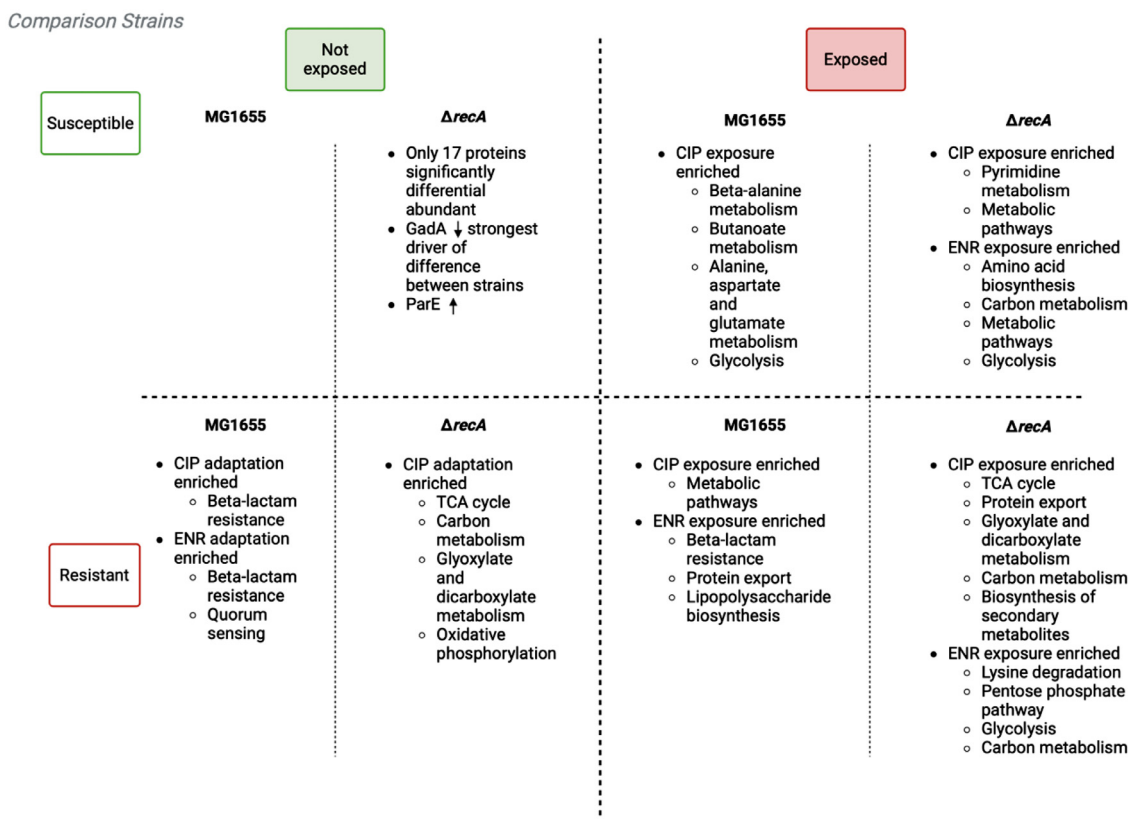 Comparison Strains
Not
exposed
Exposed
Susceptible
MG1655
ΔrecA
• Only 17 proteins
significantly
differential
abundant
• GadA ↓ strongest
driver of
difference
between strains
• ParE ↑
MG1655
• CIP exposure
enriched
○ Beta-alanine
metabolism
○ Butanoate
metabolism
○ Alanine,
aspartate
and
glutamate
metabolism
○ Glycolysis
ΔrecA
• CIP exposure enriched
○ Pyrimidine
metabolism
○ Metabolic
pathways
• ENR exposure enriched
○ Amino acid
biosynthesis
○ Carbon metabolism
○ Metabolic
pathways
○ Glycolysis
Resistant
MG1655
• CIP adaptation
enriched
○ Beta-lactam
resistance
• ENR adaptation
enriched
○ Beta-lactam
resistance
○ Quorum
sensing
ΔrecA
• CIP adaptation
enriched
○ TCA cycle
○ Carbon
metabolism
○ Glyoxylate
and
dicarboxylate
metabolism
○ Oxidative
phosphorylation
MG1655
• CIP exposure enriched
○ Metabolic
pathways
• ENR exposure enriched
○ Beta-lactam
resistance
○ Protein export
○ Lipopolysaccharide
biosynthesis
ΔrecA
• CIP exposure enriched
○ TCA cycle
○ Protein export
○ Glyoxylate and
dicarboxylate
metabolism
○ Carbon metabolism
○ Biosynthesis of
secondary
metabolites
• ENR exposure enriched
○ Lysine degradation
○ Pentose phosphate
pathway
○ Glycolysis
○ Carbon metabolism